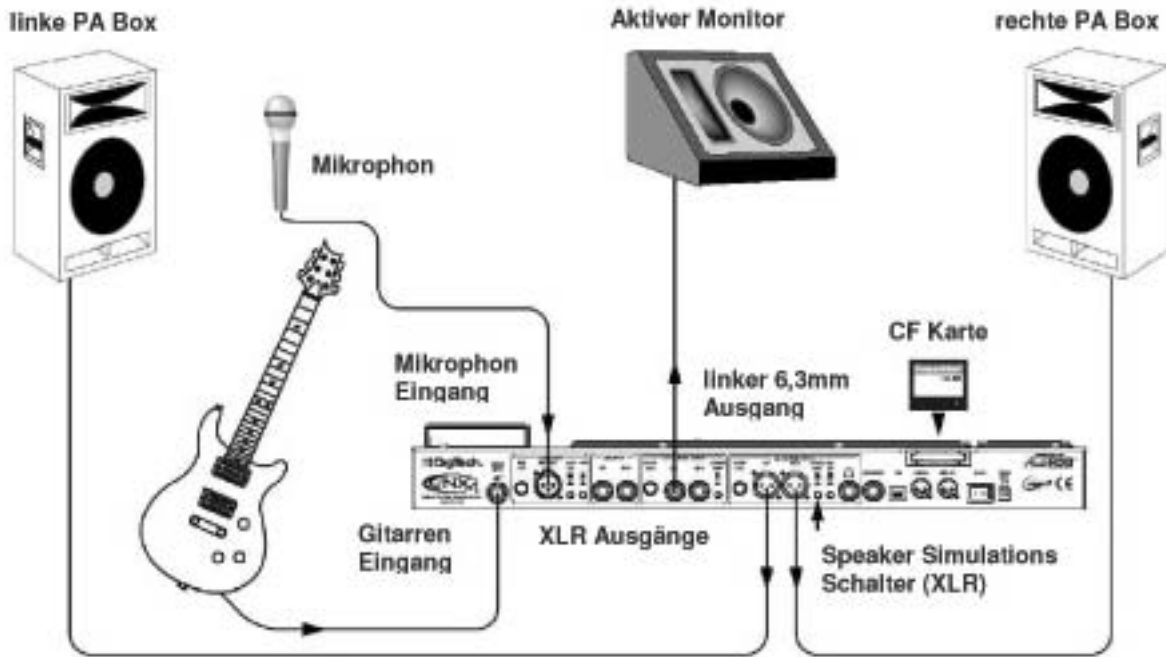 linke PA Box
Aktiver Monitor
rechte PA Box
Mikrophon
CF Karte
Mikrophon
Eingang
linker 6,3mm
Ausgang
DigiTech
Gitarren
Eingang
XLR Ausgänge
Speaker Simulations
Schalter (XLR)